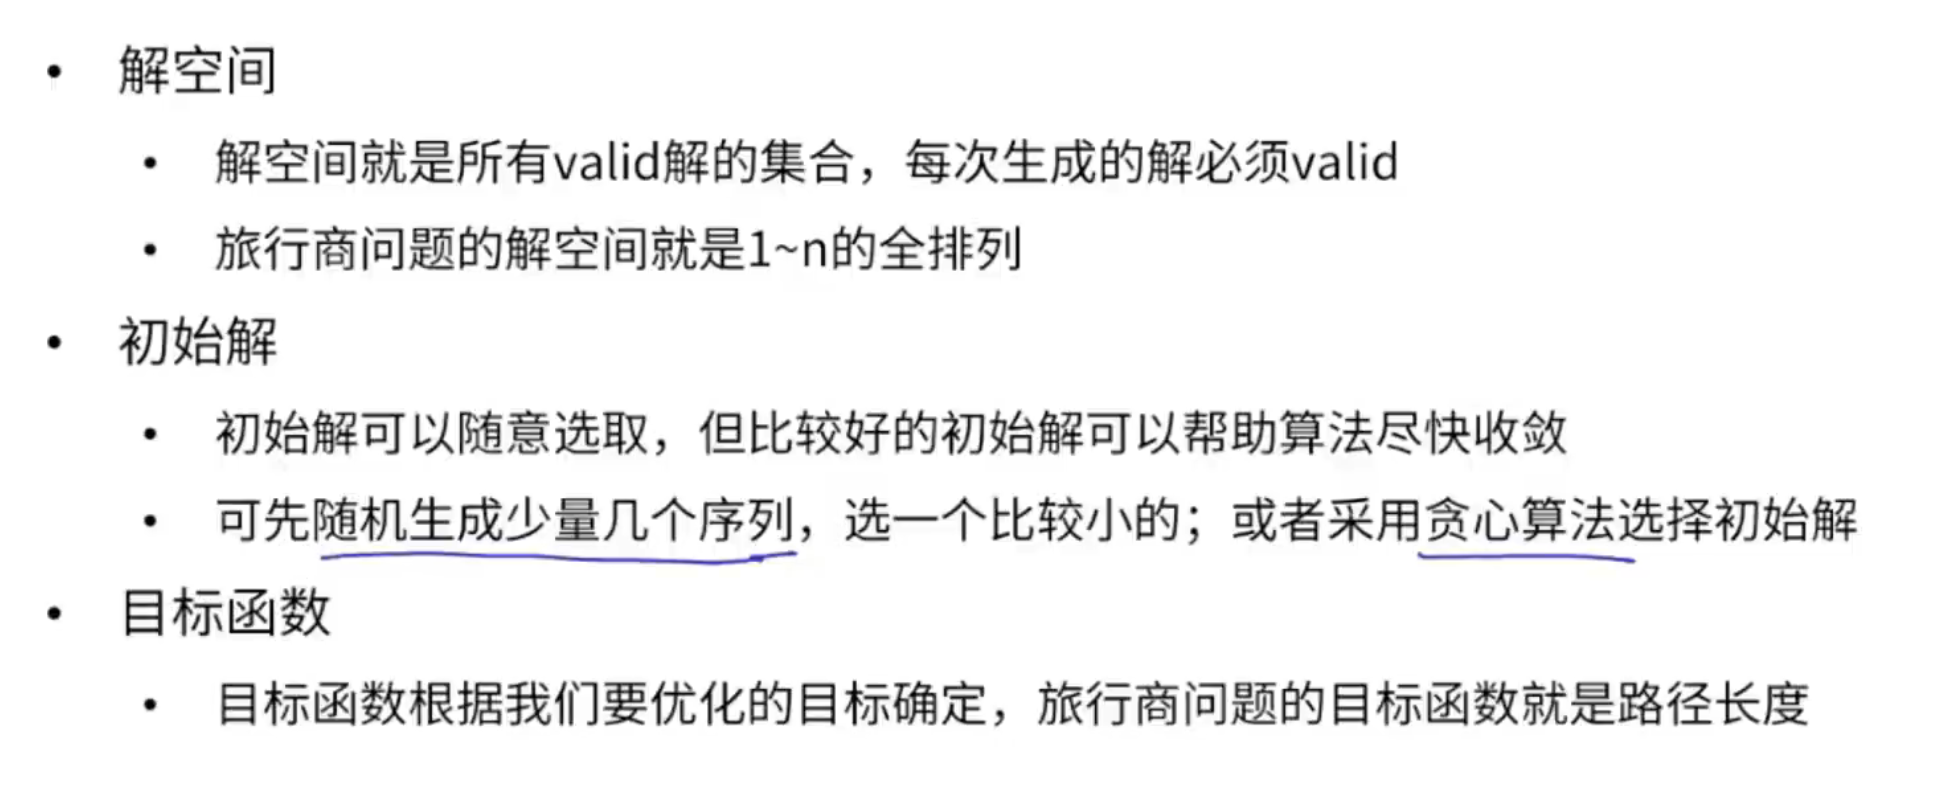 • 解空间
• 解空间就是所有valid解的集合，每次生成的解必须valid
• 旅行商问题的解空间就是1~n的全排列
• 初始解
• 初始解可以随意选取，但比较好的初始解可以帮助算法尽快收敛
• 可先随机生成少量几个序列，选一个比较小的；或者采用贪心算法选择初始解
• 目标函数
• 目标函数根据我们要优化的目标确定，旅行商问题的目标函数就是路径长度